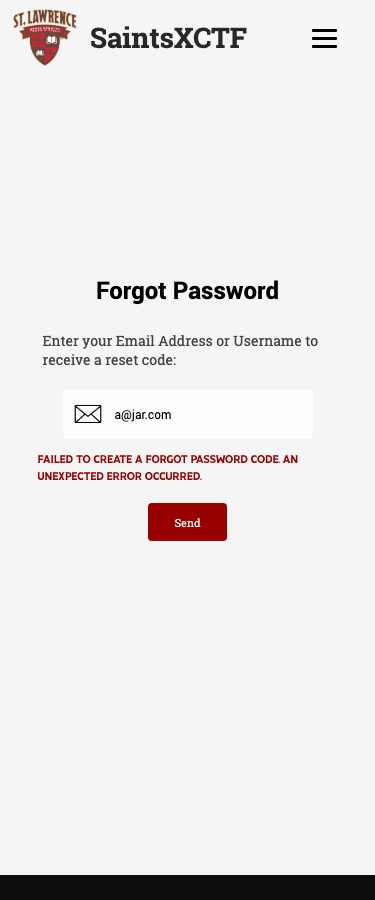 ST. LAWRENCE
SaintsXCTF
Forgot Password
Enter your Email Address or Username to
receive a reset code:
a@jar.com
FAILED TO CREATE A FORGOT PASSWORD CODE. AN
UNEXPECTED ERROR OCCURRED.
Send